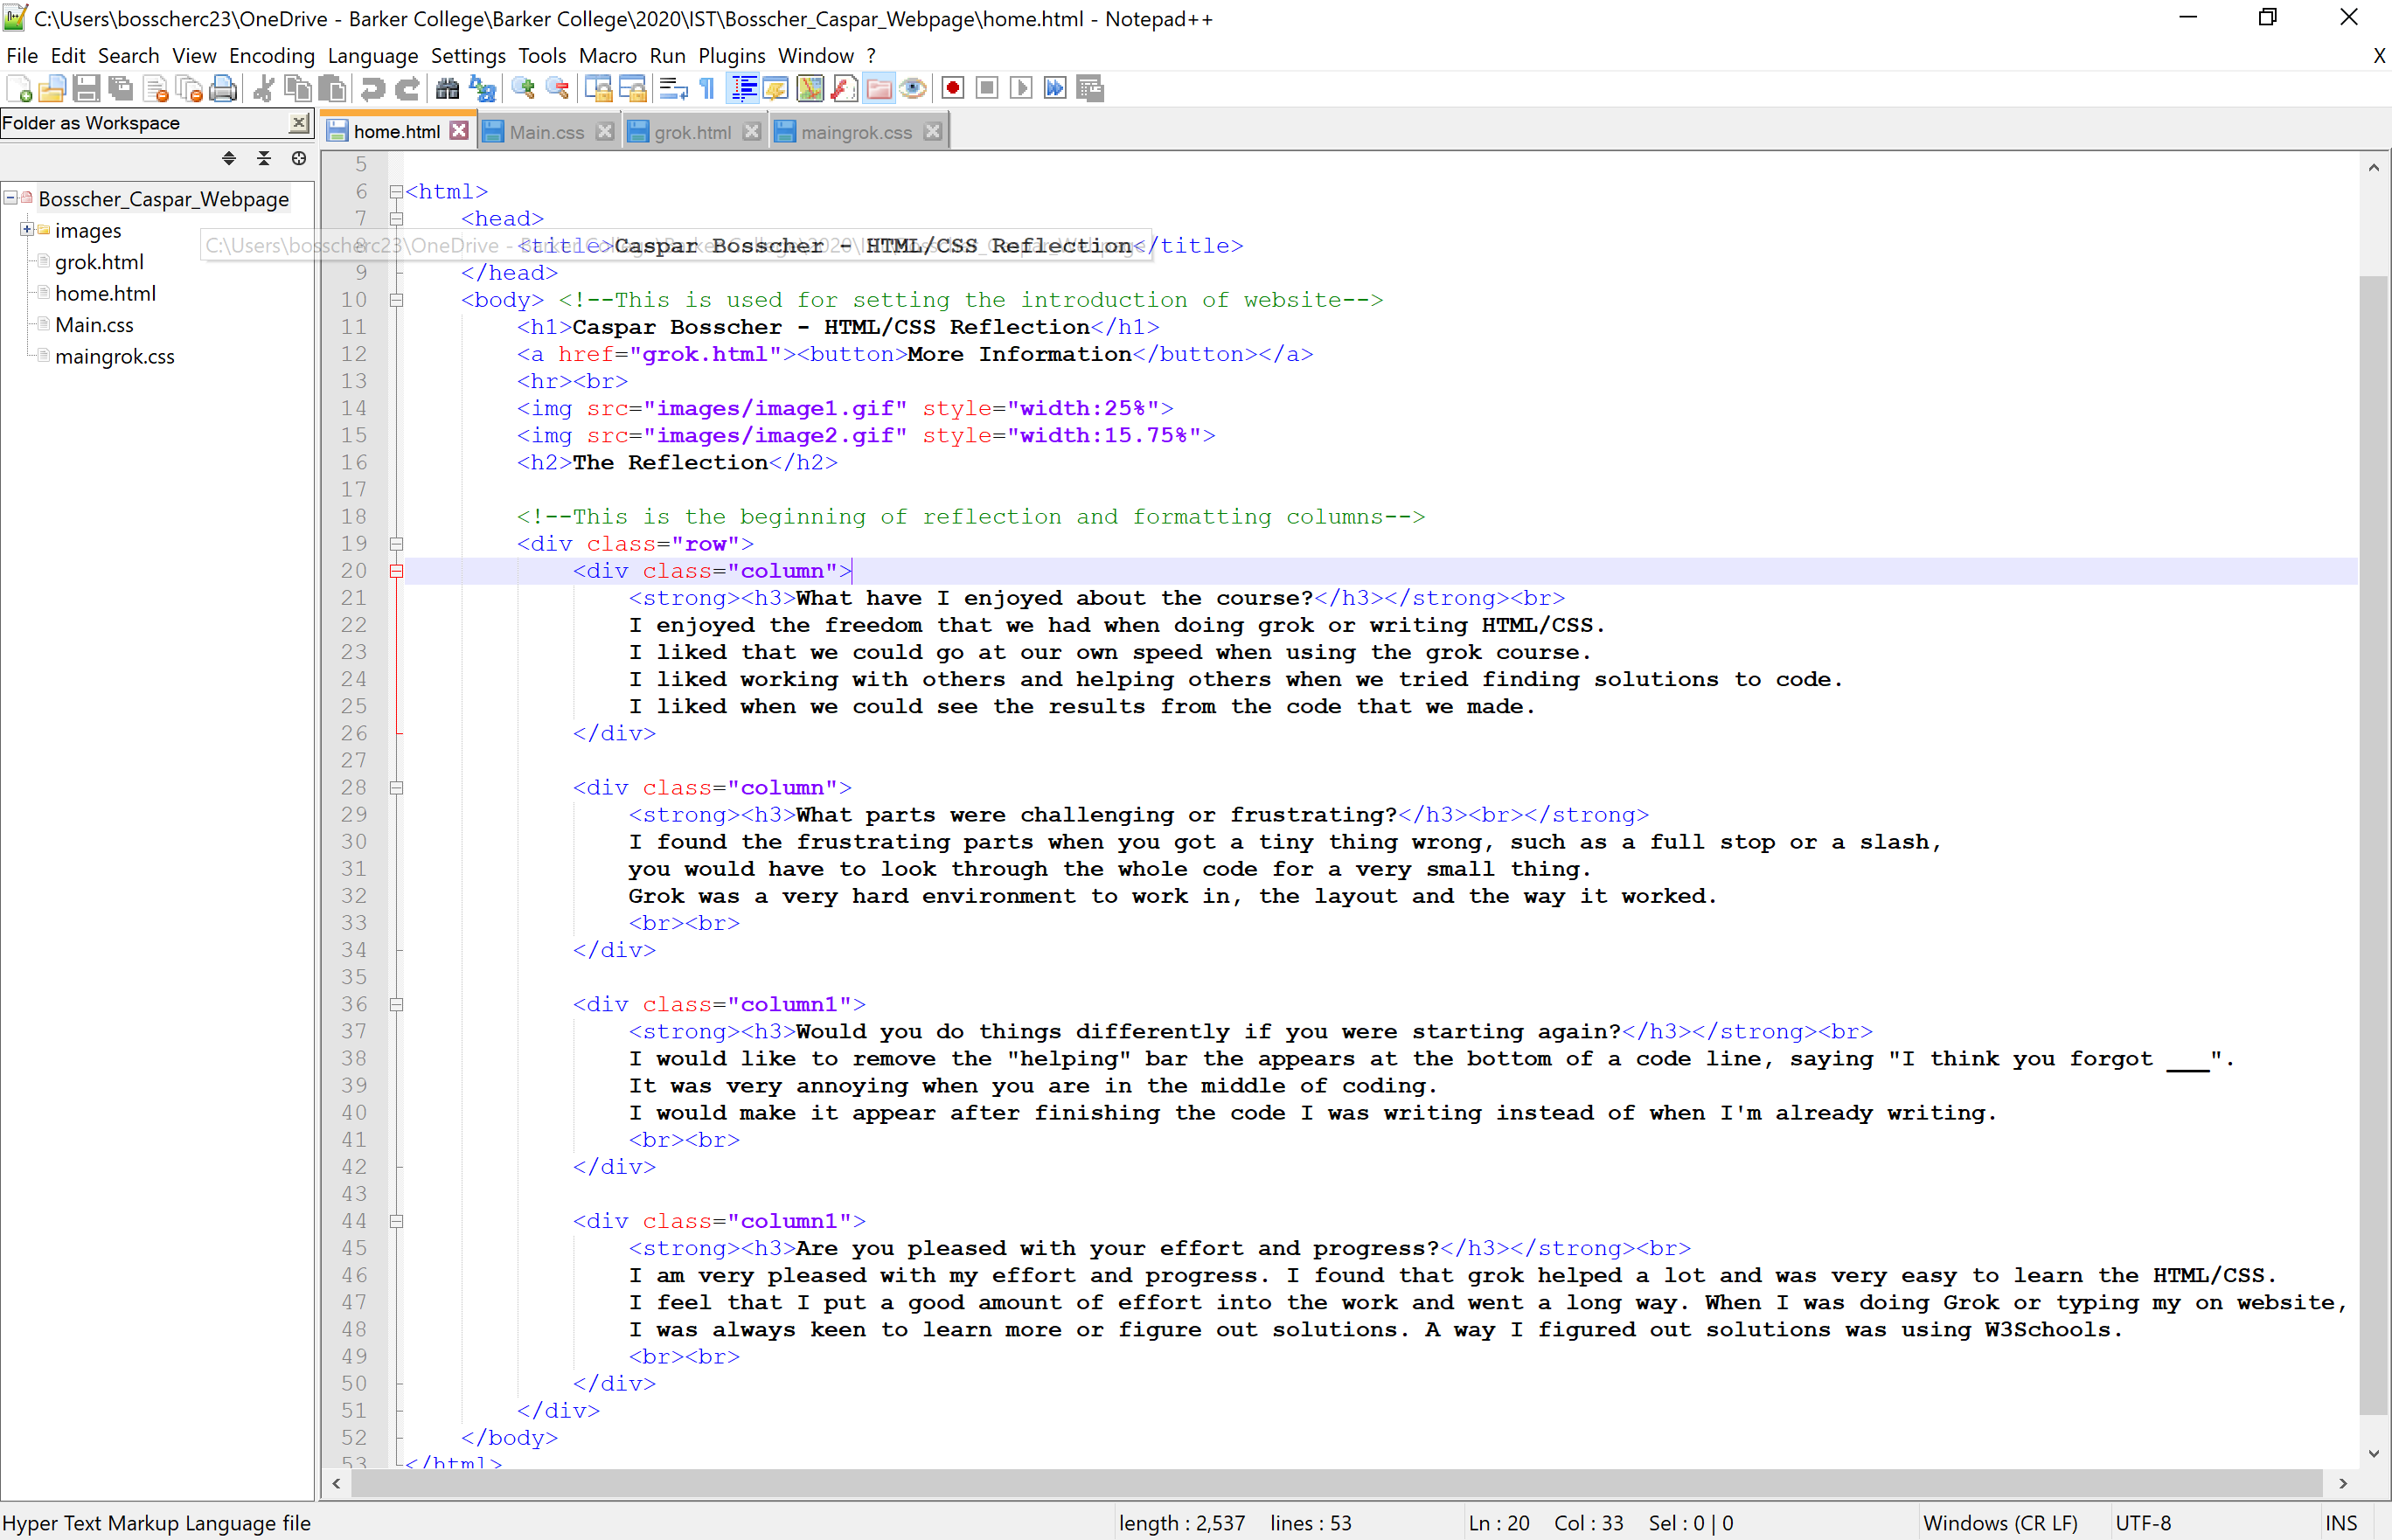 C:\Users\bosscherc23\OneDrive - Barker College\Barker College\2020\IST\Bosscher_Caspar_Webpage\home.html - Notepad++
File Edit Search View Encoding Language Settings Tools Macro Run Plugins Window ? X
Folder as Workspace
home.html Main.css grok.html maingrok.css
Bosscher_Caspar_Webpage
images
grok.html
home.html
Main.css
maingrok.css
C:\Users\bosscherc23\OneDrive - Barker College\Barker College\2020\IST\Bosscher_Caspar_Webpage
5
6 <html>
7 <head>
8 <title>Caspar Bosscher - HTML/CSS Reflection</title>
9 </head>
10 <body> <!--This is used for setting the introduction of website-->
11 <h1>Caspar Bosscher - HTML/CSS Reflection</h1>
12 <a href="grok.html"><button>More Information</button></a>
13 <hr><br>
14 <img src="images/image1.gif" style="width:25%">
15 <img src="images/image2.gif" style="width:15.75%">
16 <h2>The Reflection</h2>
17
18 <!--This is the beginning of reflection and formatting columns-->
19 <div class="row">
20 <div class="column">
21 <strong><h3>What have I enjoyed about the course?</h3></strong><br>
22 I enjoyed the freedom that we had when doing grok or writing HTML/CSS.
23 I liked that we could go at our own speed when using the grok course.
24 I liked working with others and helping others when we tried finding solutions to code.
25 I liked when we could see the results from the code that we made.
26 </div>
27
28 <div class="column">
29 <strong><h3>What parts were challenging or frustrating?</h3><br></strong>
30 I found the frustrating parts when you got a tiny thing wrong, such as a full stop or a slash,
31 you would have to look through the whole code for a very small thing.
32 Grok was a very hard environment to work in, the layout and the way it worked.
33 <br><br>
34 </div>
35
36 <div class="column1">
37 <strong><h3>Would you do things differently if you were starting again?</h3></strong><br>
38 I would like to remove the "helping" bar the appears at the bottom of a code line, saying "I think you forgot ___".
39 It was very annoying when you are in the middle of coding.
40 I would make it appear after finishing the code I was writing instead of when I'm already writing.
41 <br><br>
42 </div>
43
44 <div class="column1">
45 <strong><h3>Are you pleased with your effort and progress?</h3></strong><br>
46 I am very pleased with my effort and progress. I found that grok helped a lot and was very easy to learn the HTML/CSS.
47 I feel that I put a good amount of effort into the work and went a long way. When I was doing Grok or typing my on website,
48 I was always keen to learn more or figure out solutions. A way I figured out solutions was using W3Schools.
49 <br><br>
50 </div>
51 </div>
52 </body>
53 </html>
Hyper Text Markup Language file length : 2,537 lines : 53 Ln : 20 Col : 33 Sel : 0 | 0 Windows (CR LF) UTF-8 INS